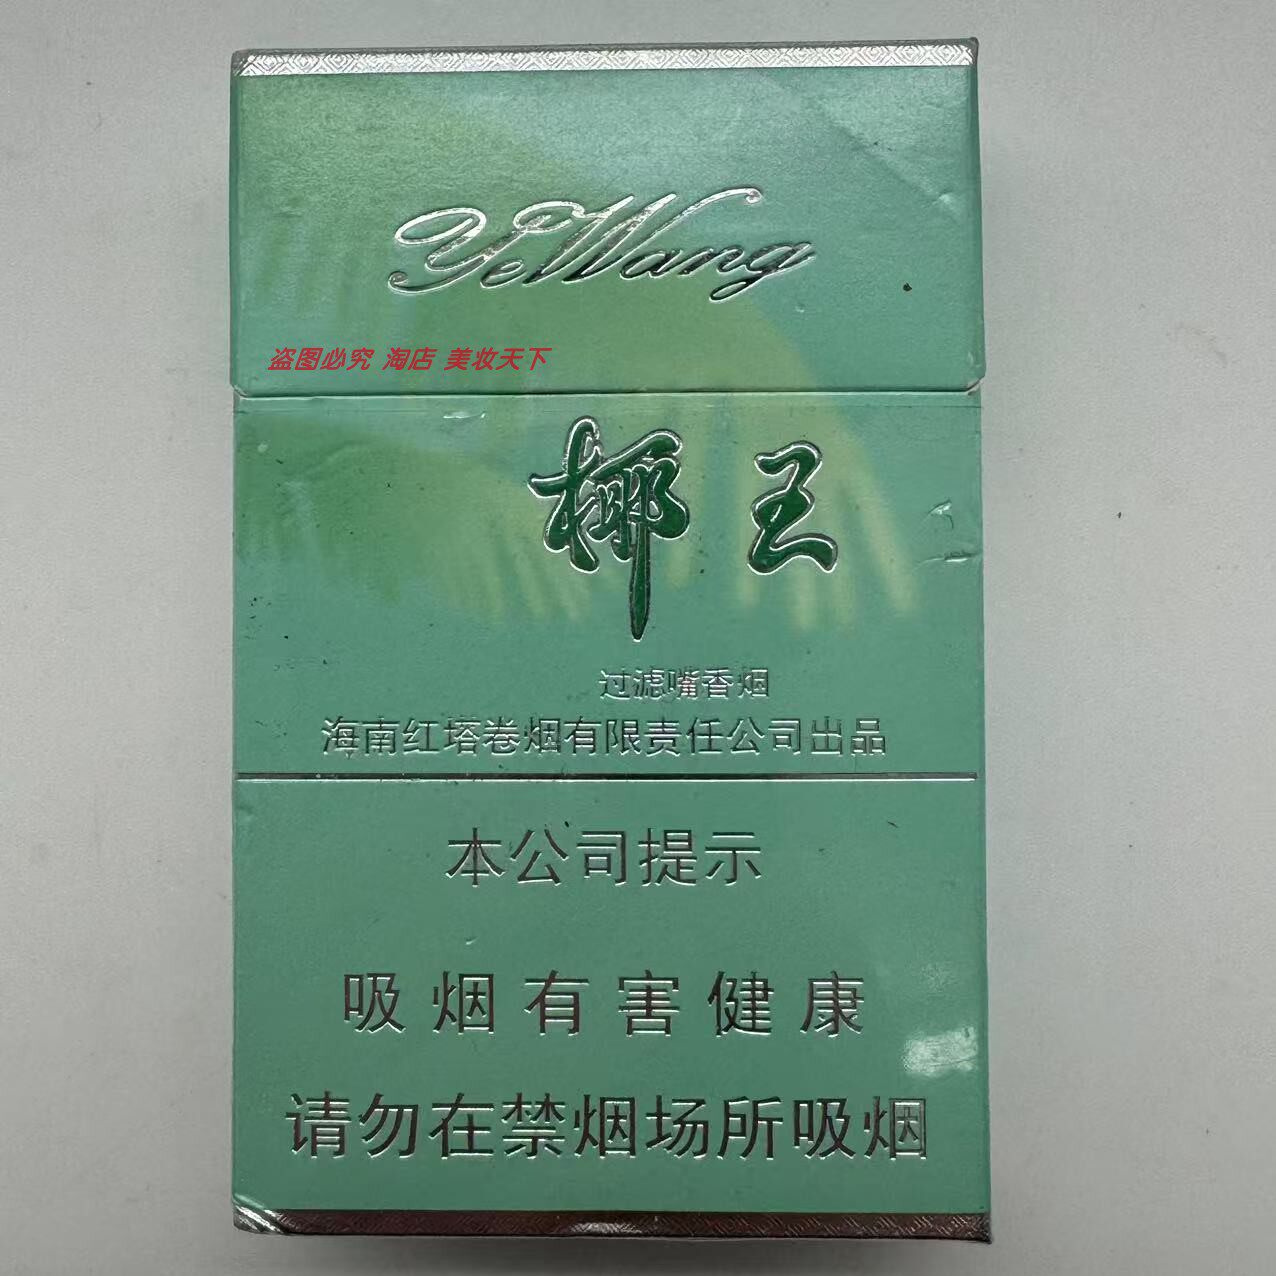 YeWang
盗图必究 淘店 美妆天下
椰王
过滤嘴香烟
海南红塔卷烟有限责任公司出品
本公司提示
吸烟有害健康
请勿在禁烟场所吸烟